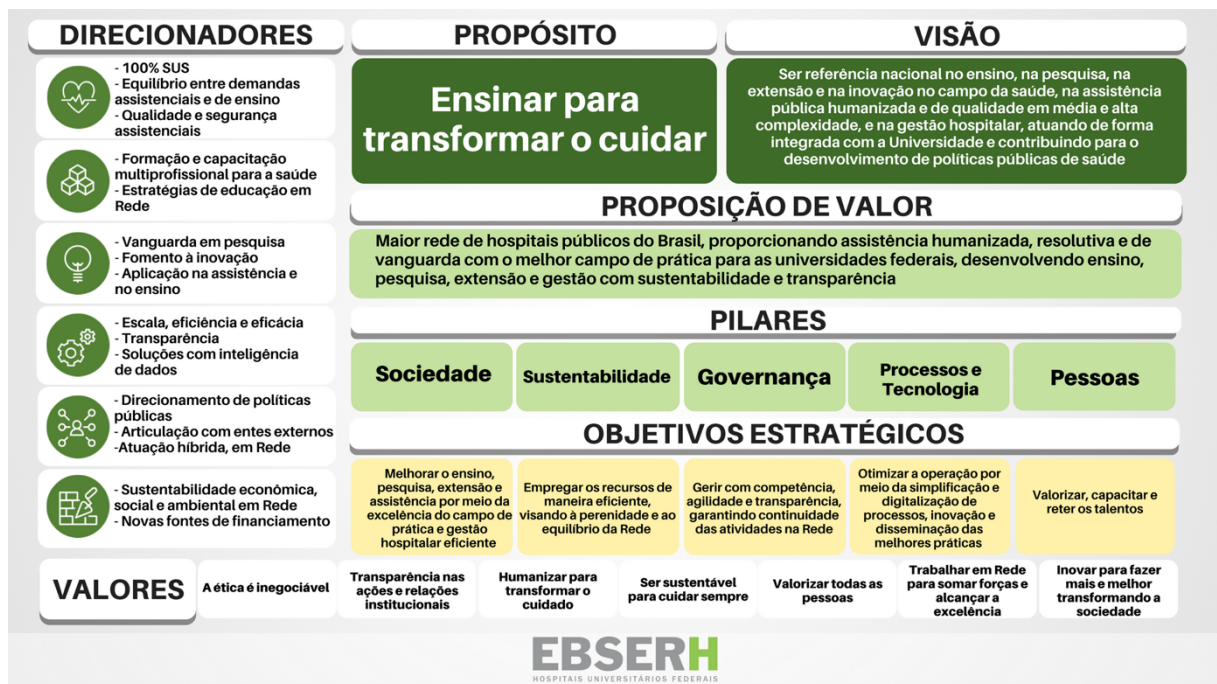 DIRECIONADORES
- 100% SUS
- Equilíbrio entre demandas
assistenciais e de ensino
- Qualidade e segurança
assistenciais
- Formação e capacitação
multiprofissional para a saúde
- Estratégias de educação em
Rede
- Vanguarda em pesquisa
- Fomento à inovação
- Aplicação na assistência e
no ensino
- Escala, eficiência e eficácia
- Transparência
- Soluções com inteligência
de dados
- Direcionamento de políticas
públicas
- Articulação com entes externos
-Atuação híbrida, em Rede
- Sustentabilidade econômica,
social e ambiental em Rede
- Novas fontes de financiamento
PROPÓSITO
Ensinar para
transformar o cuidar
VISÃO
Ser referência nacional no ensino, na pesquisa, na
extensão e na inovação no campo da saúde, na assistência
pública humanizada e de qualidade em média e alta
complexidade, e na gestão hospitalar, atuando de forma
integrada com a Universidade e contribuindo para o
desenvolvimento de políticas públicas de saúde
PROPOSIÇÃO DE VALOR
Maior rede de hospitais públicos do Brasil, proporcionando assistência humanizada, resolutiva e de
vanguarda com o melhor campo de prática para as universidades federais, desenvolvendo ensino,
pesquisa, extensão e gestão com sustentabilidade e transparência
PILARES
Sociedade
Sustentabilidade
Governança
Processos e
Tecnologia
Pessoas
OBJETIVOS ESTRATÉGICOS
Melhorar o ensino,
pesquisa, extensão e
assistência por meio da
excelência do campo de
prática e gestão
hospitalar eficiente
Empregar os recursos de
maneira eficiente,
visando à perenidade e ao
equilíbrio da Rede
Gerir com competência,
agilidade e transparência,
garantindo continuidade
das atividades na Rede
Otimizar a operação por
meio da simplificação e
digitalização de
processos, inovação e
disseminação das
melhores práticas
Valorizar, capacitar e
reter os talentos
VALORES
A ética é inegociável
Transparência nas
ações e relações
institucionais
Humanizar para
transformar o
cuidado
Ser sustentável
para cuidar sempre
Valorizar todas as
pessoas
Trabalhar em Rede
para somar forças e
alcançar a
excelência
Inovar para fazer
mais e melhor
transformando a
sociedade
EBSERH
HOSPITAIS UNIVERSITÁRIOS FEDERAIS